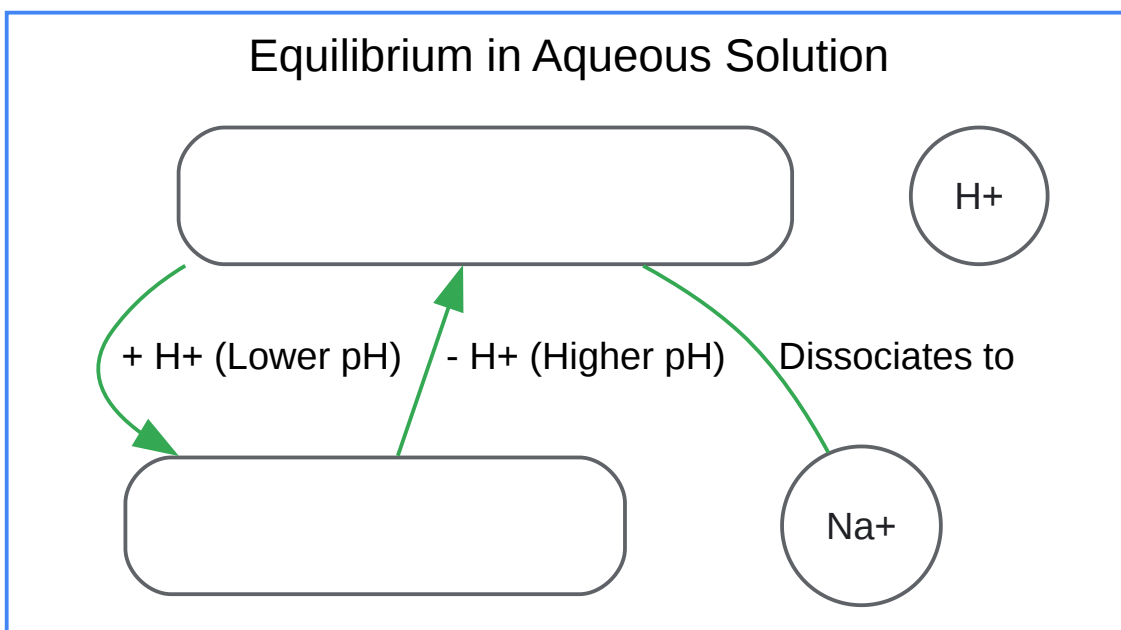 Equilibrium in Aqueous Solution
H+
+ H+ (Lower pH)
- H+ (Higher pH)
Dissociates to
Na+